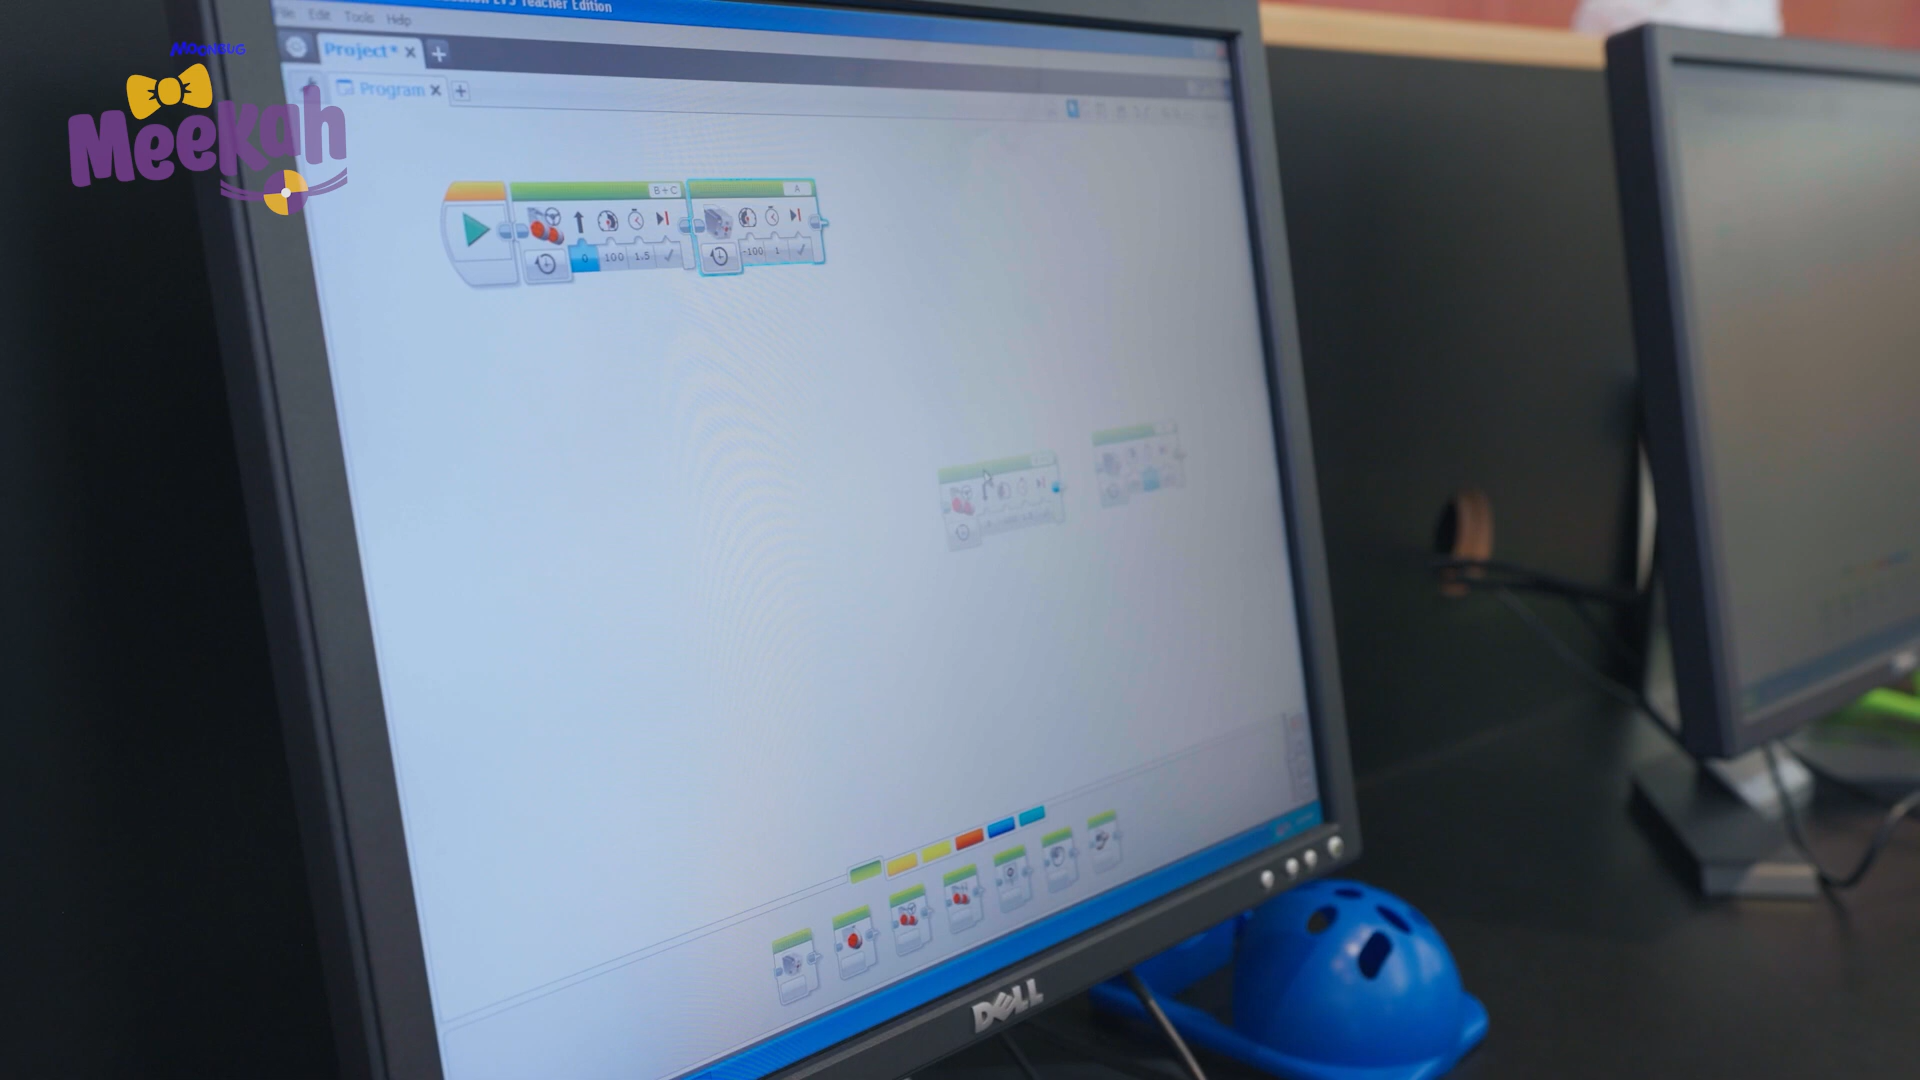 MOONBUG
Meekah
EV3 Teacher Edition
File Edit Tools Help
Project* ×  +
Program ×  +
B+C
A
0 100 1.5
-100 1
DELL